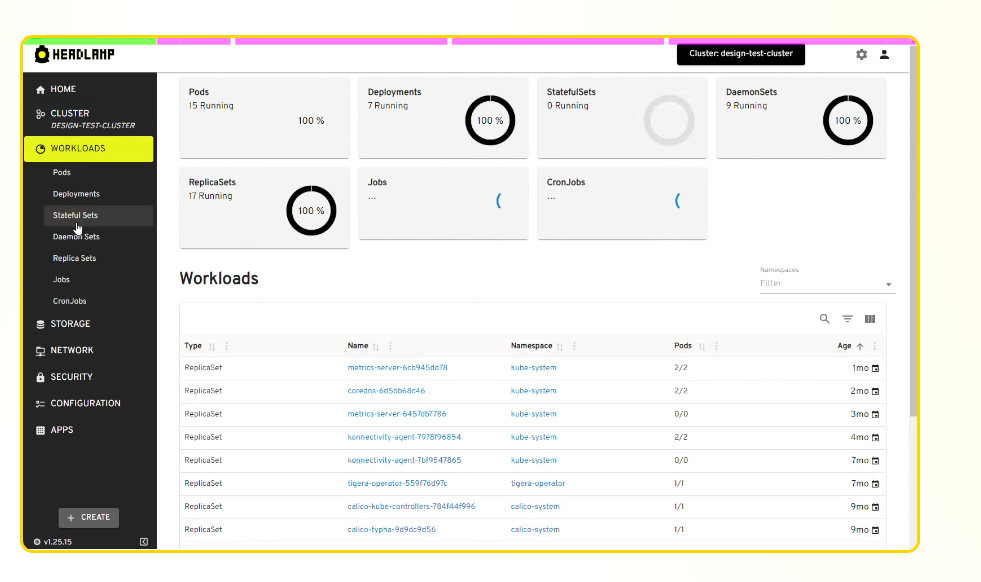 HEADLAMP
Cluster: design-test-cluster
HOME
CLUSTER
DESIGN-TEST-CLUSTER
WORKLOADS
Pods
Deployments
Stateful Sets
Daemon Sets
Replica Sets
Jobs
CronJobs
STORAGE
NETWORK
SECURITY
CONFIGURATION
APPS
+ CREATE
v1.25.15
Pods
15 Running
100 %
Deployments
7 Running
100 %
StatefulSets
0 Running
DaemonSets
9 Running
100 %
ReplicaSets
17 Running
100 %
Jobs
...
CronJobs
...
Workloads
Namespaces
Filter
Type Name Namespace Pods Age
ReplicaSet metrics-server-6cb945dd78 kube-system 2/2 1mo
ReplicaSet coredns-6d5bb68c46 kube-system 2/2 2mo
ReplicaSet metrics-server-6457db7786 kube-system 0/0 3mo
ReplicaSet konnectivity-agent-7978f96854 kube-system 2/2 4mo
ReplicaSet konnectivity-agent-7bf9547865 kube-system 0/0 7mo
ReplicaSet tigera-operator-559f76d97c tigera-operator 1/1 7mo
ReplicaSet calico-kube-controllers-784f44f996 calico-system 1/1 9mo
ReplicaSet calico-typha-9d9dc9d56 calico-system 1/1 9mo